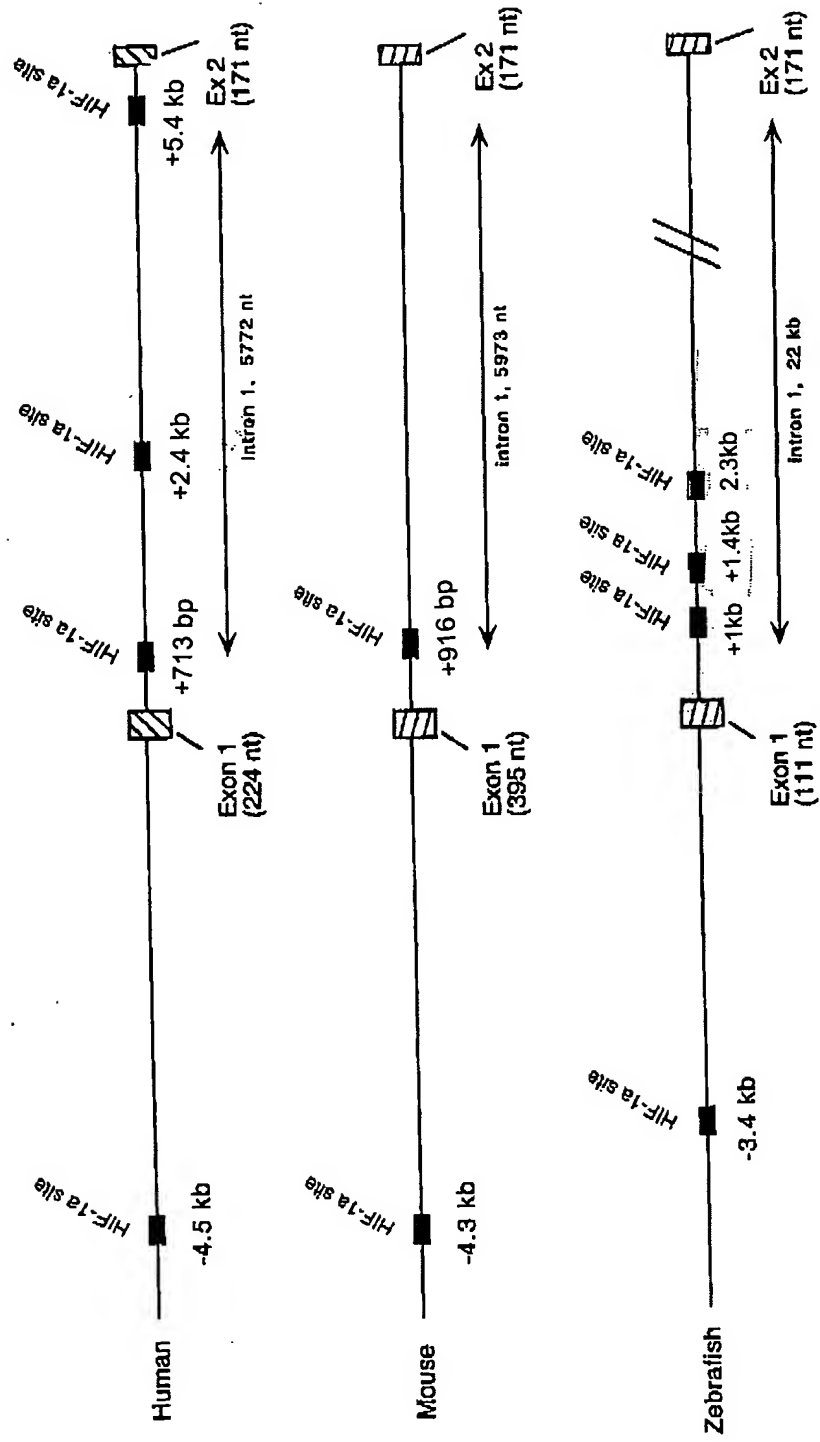 Human
HIF-1a site
HIF-1a site
HIF-1a site
HIF-1a site
-4.5 kb
+713 bp
+2.4 kb
+5.4 kb
Exon 1
(224 nt)
Intron 1, 5772 nt
Ex 2
(171 nt)
Mouse
HIF-1a site
HIF-1a site
-4.3 kb
+916 bp
Exon 1
(395 nt)
intron 1, 5973 nt
Ex 2
(171 nt)
Zebrafish
HIF-1a site
HIF-1a site
HIF-1a site
HIF-1a site
-3.4 kb
+1kb
+1.4kb
2.3kb
Exon 1
(111 nt)
intron 1, 22 kb
Ex 2
(171 nt)